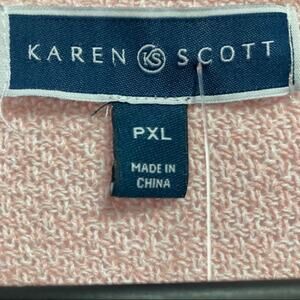 KAREN KS SCOTT
PXL
MADE IN
CHINA